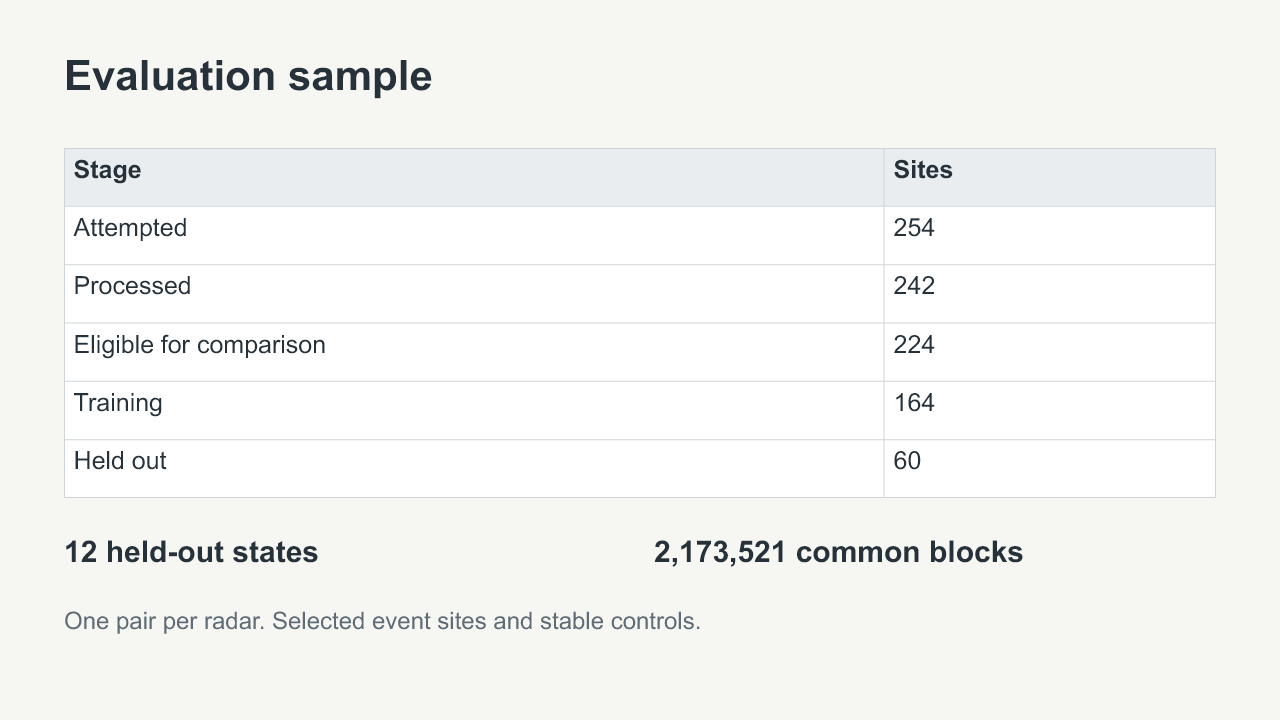 Evaluation sample
Stage Sites
Attempted 254
Processed 242
Eligible for comparison 224
Training 164
Held out 60
12 held-out states 2,173,521 common blocks
One pair per radar. Selected event sites and stable controls.